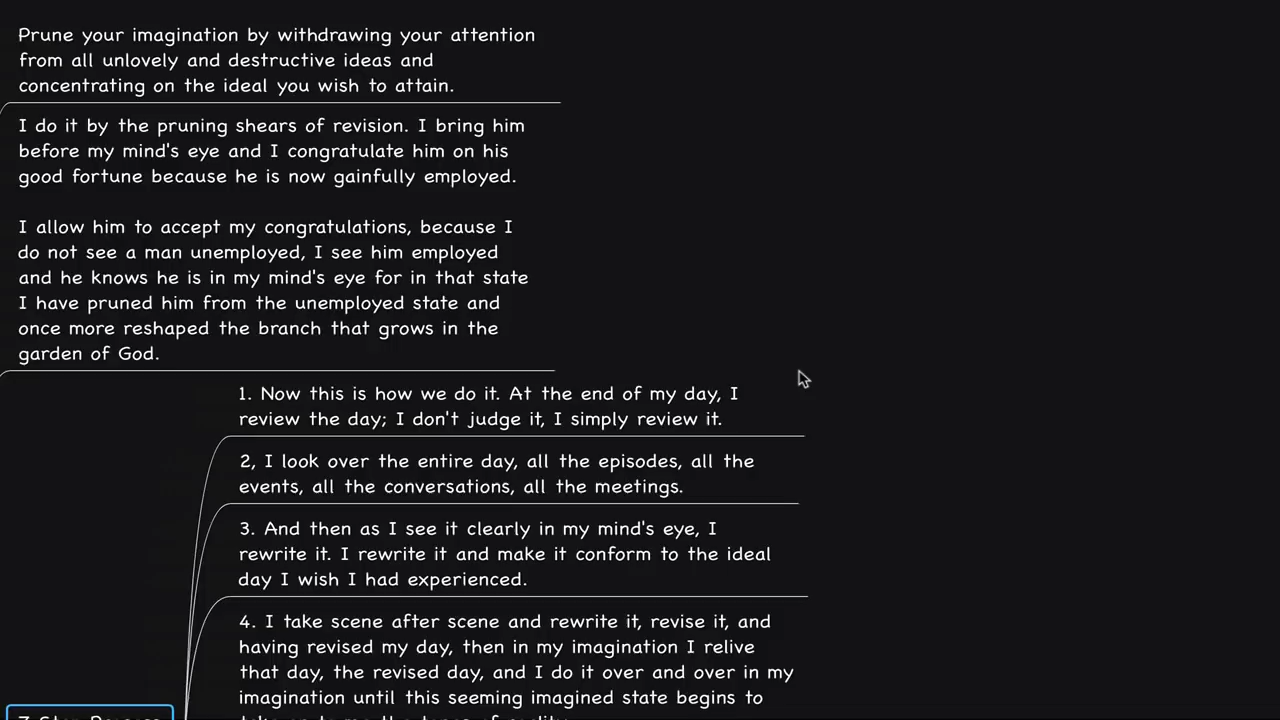 Prune your imagination by withdrawing your attention
from all unlovely and destructive ideas and
concentrating on the ideal you wish to attain.
I do it by the pruning shears of revision. I bring him
before my mind's eye and I congratulate him on his
good fortune because he is now gainfully employed.
I allow him to accept my congratulations, because I
do not see a man unemployed, I see him employed
and he knows he is in my mind's eye for in that state
I have pruned him from the unemployed state and
once more reshaped the branch that grows in the
garden of God.
1. Now this is how we do it. At the end of my day, I
review the day; I don't judge it, I simply review it.
2, I look over the entire day, all the episodes, all the
events, all the conversations, all the meetings.
3. And then as I see it clearly in my mind's eye, I
rewrite it. I rewrite it and make it conform to the ideal
day I wish I had experienced.
4. I take scene after scene and rewrite it, revise it, and
having revised my day, then in my imagination I relive
that day, the revised day, and I do it over and over in my
imagination until this seeming imagined state begins to